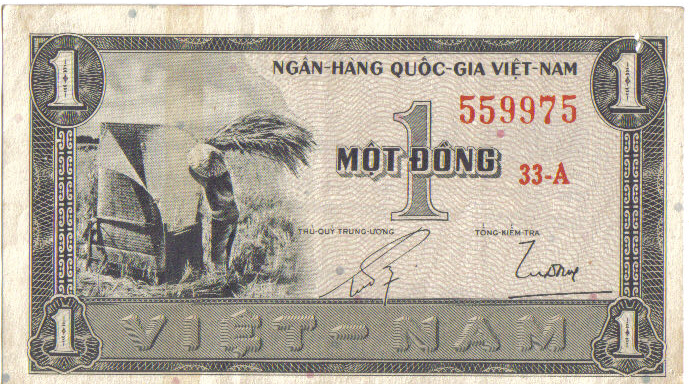 1 1
NGÂN-HÀNG QUỐC-GIA VIỆT-NAM
559975
1
MỘT ĐỒNG
33-A
THỦ-QUỸ TRUNG-ƯƠNG TỔNG-KIỂM-TRA
1 VIỆT-NAM 1